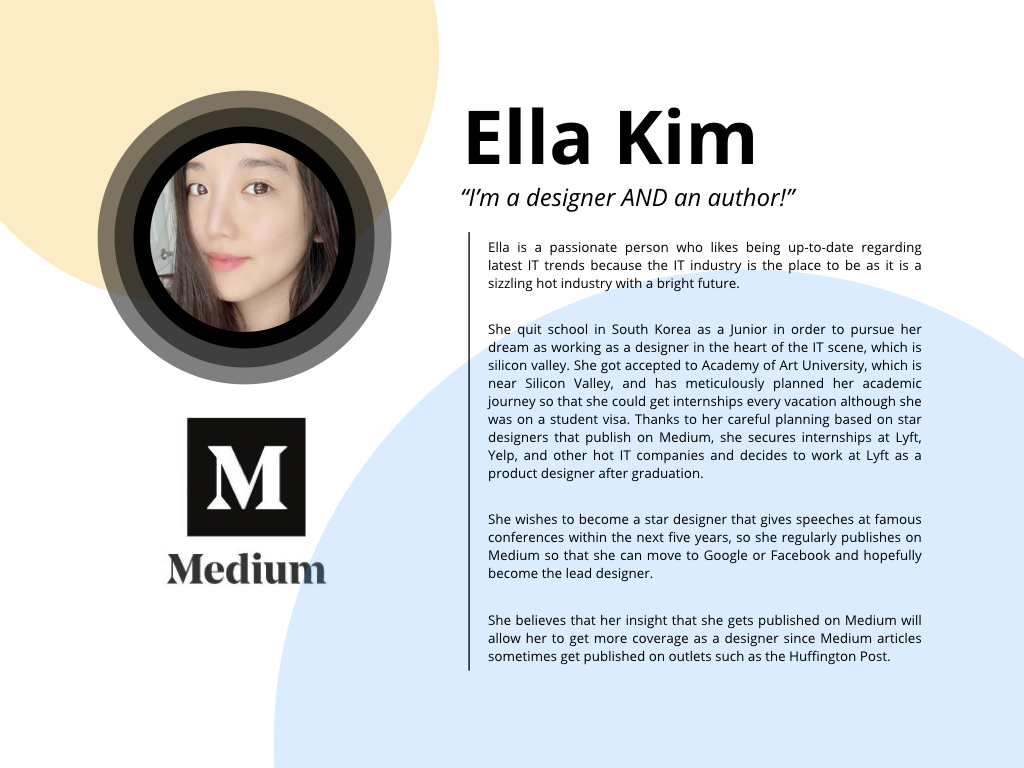 Ella Kim
“I’m a designer AND an author!”
Ella is a passionate person who likes being up-to-date regarding
latest IT trends because the IT industry is the place to be as it is a
sizzling hot industry with a bright future.
She quit school in South Korea as a Junior in order to pursue her
dream as working as a designer in the heart of the IT scene, which is
silicon valley. She got accepted to Academy of Art University, which is
near Silicon Valley, and has meticulously planned her academic
journey so that she could get internships every vacation although she
was on a student visa. Thanks to her careful planning based on star
designers that publish on Medium, she secures internships at Lyft,
Yelp, and other hot IT companies and decides to work at Lyft as a
product designer after graduation.
She wishes to become a star designer that gives speeches at famous
conferences within the next five years, so she regularly publishes on
Medium so that she can move to Google or Facebook and hopefully
become the lead designer.
She believes that her insight that she gets published on Medium will
allow her to get more coverage as a designer since Medium articles
sometimes get published on outlets such as the Huffington Post.
M
Medium